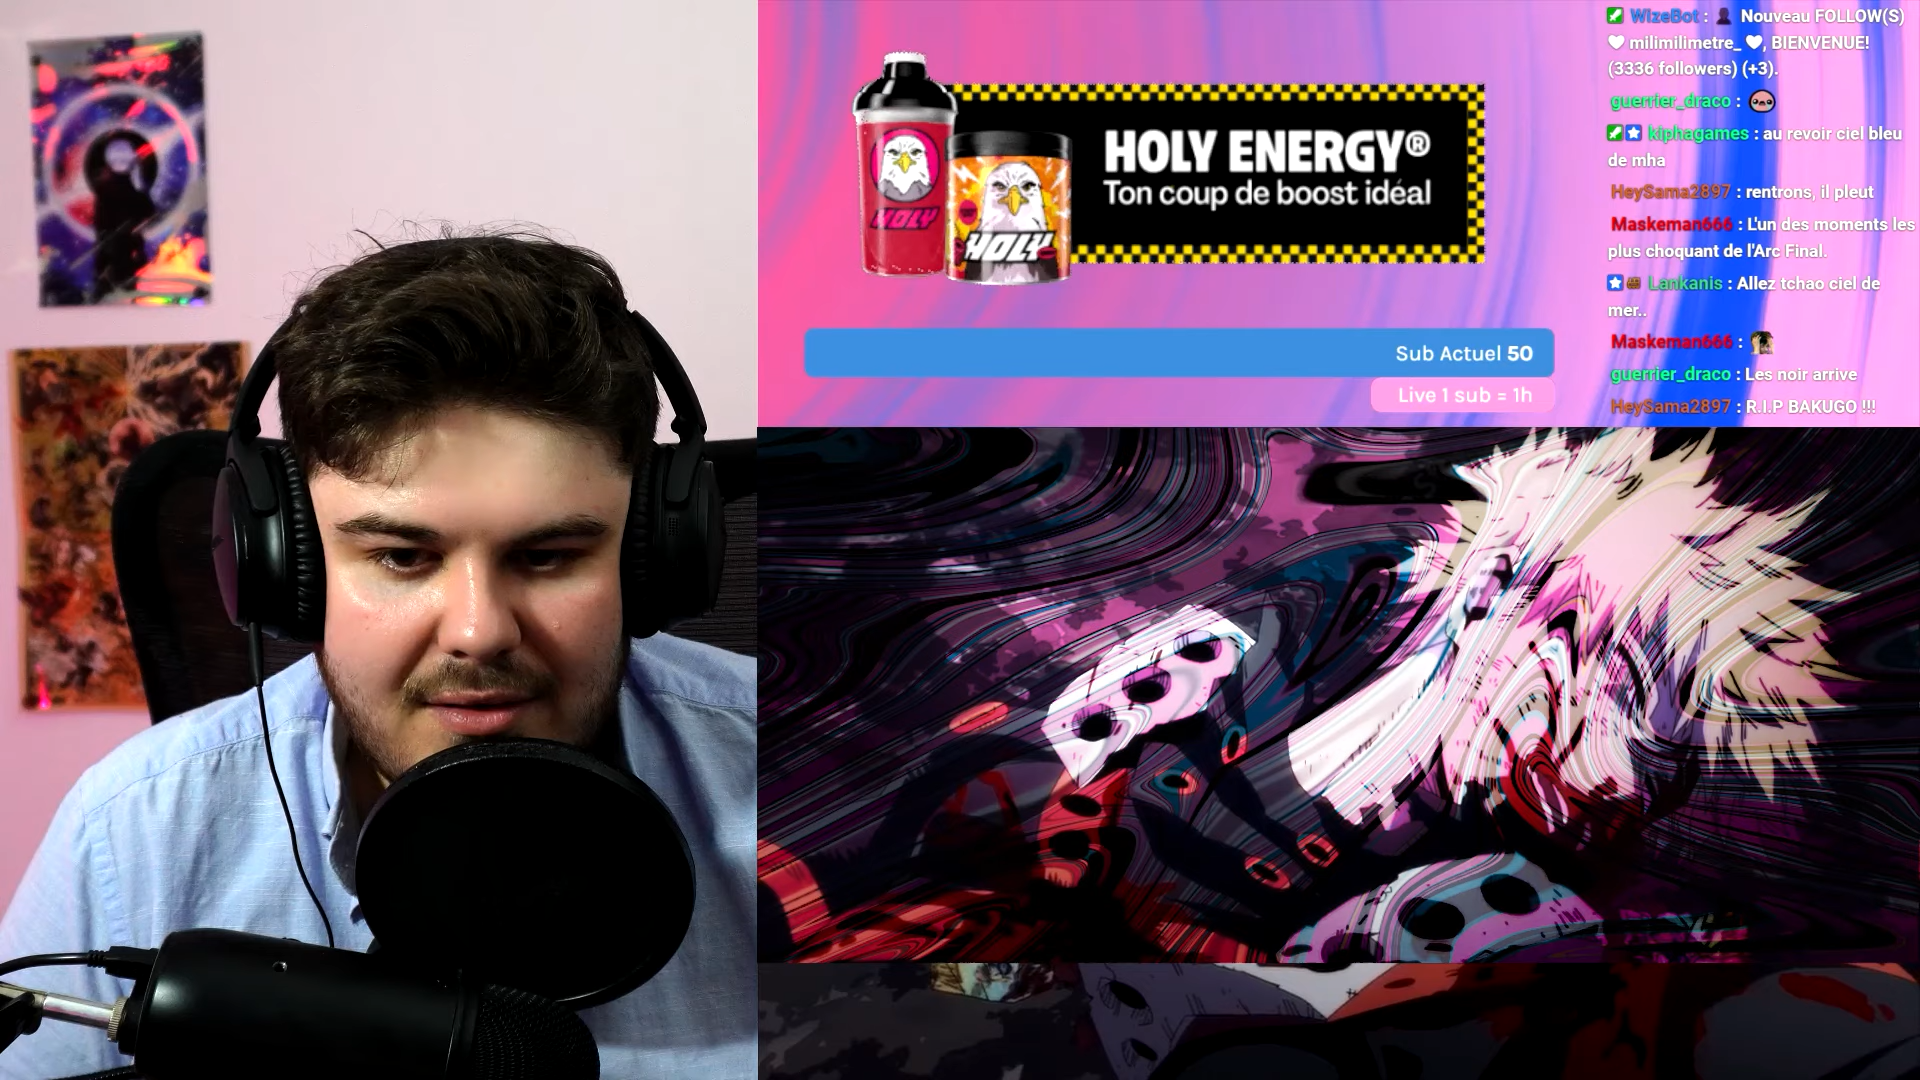 HOLY ENERGY®
Ton coup de boost idéal
HOLY
HOLY
Sub Actuel 50
Live 1 sub = 1h
WizeBot : Nouveau FOLLOW(S)
milimilimetre_ , BIENVENUE!
(3336 followers) (+3).
guerrier_draco :
kiphagames : au revoir ciel bleu
de mha
HeySama2897 : rentrons, il pleut
Maskeman666 : L'un des moments les
plus choquant de l'Arc Final.
Lankanis : Allez tchao ciel de
mer..
Maskeman666 :
guerrier_draco : Les noir arrive
HeySama2897 : R.I.P BAKUGO !!!